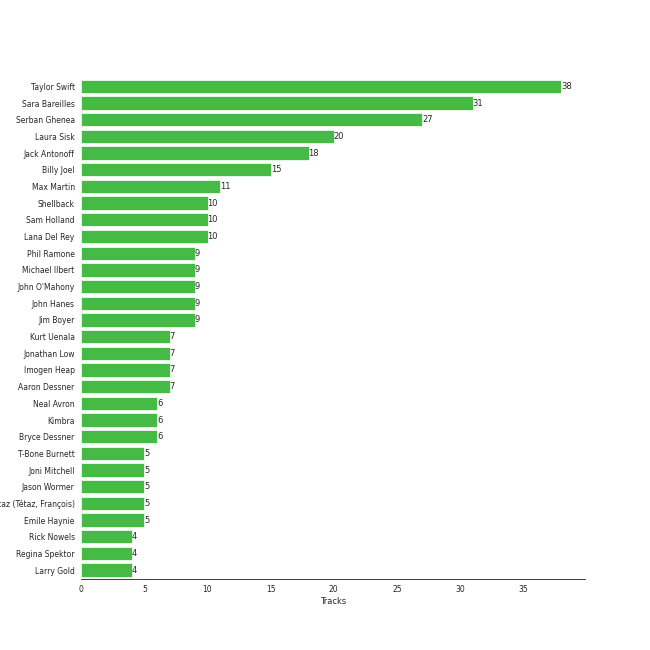 Taylor Swift 38
Sara Bareilles 31
Serban Ghenea 27
Laura Sisk 20
Jack Antonoff 18
Billy Joel 15
Max Martin 11
Shellback 10
Sam Holland 10
Lana Del Rey 10
Phil Ramone 9
Michael Ilbert 9
John O'Mahony 9
John Hanes 9
Jim Boyer 9
Kurt Uenala 7
Jonathan Low 7
Imogen Heap 7
Aaron Dessner 7
Neal Avron 6
Kimbra 6
Bryce Dessner 6
T-Bone Burnett 5
Joni Mitchell 5
Jason Wormer 5
taz (Tétaz, François) 5
Emile Haynie 5
Rick Nowels 4
Regina Spektor 4
Larry Gold 4
0 5 10 15 20 25 30 35
Tracks